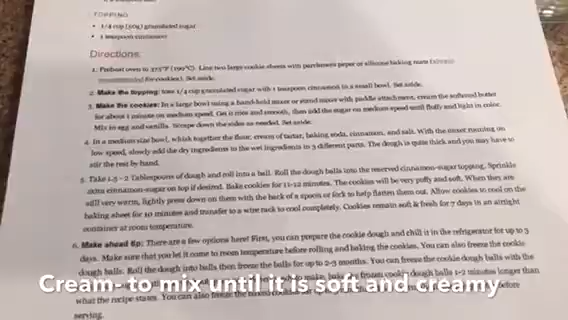 TOPPING
• 1/4 cup (50g) granulated sugar
• 1 teaspoon cinnamon
Directions:
1. Preheat oven to 375°F (190°C). Line two large cookie sheets with parchment paper or silicone baking mats (always
recommended for cookies). Set aside.
2. Make the topping: toss 1/4 cup granulated sugar with 1 teaspoon cinnamon in a small bowl. Set aside.
3. Make the cookies: In a large bowl using a hand-held mixer or stand mixer with paddle attachment, cream the softened butter
for about 1 minute on medium speed. Get it nice and smooth, then add the sugar on medium speed until fluffy and light in color.
Mix in egg and vanilla. Scrape down the sides as needed. Set aside.
4. In a medium size bowl, whisk together the flour, cream of tartar, baking soda, cinnamon, and salt. With the mixer running on
low speed, slowly add the dry ingredients to the wet ingredients in 3 different parts. The dough is quite thick and you may have to
stir the rest by hand.
5. Take 1.5 - 2 Tablespoons of dough and roll into a ball. Roll the dough balls into the reserved cinnamon-sugar topping. Sprinkle
extra cinnamon-sugar on top if desired. Bake cookies for 11-12 minutes. The cookies will be very puffy and soft. When they are
still very warm, lightly press down on them with the back of a spoon or fork to help flatten them out. Allow cookies to cool on the
baking sheet for 10 minutes and transfer to a wire rack to cool completely. Cookies remain soft & fresh for 7 days in an airtight
container at room temperature.
6. Make ahead tip: There are a few options here! First, you can prepare the cookie dough and chill it in the refrigerator for up to 3
days. Make sure that you let it come to room temperature before rolling and baking the cookies. You can also freeze the cookie
dough balls. Roll the dough into balls then freeze the balls for up to 2-3 months. You can freeze the cookie dough balls with the
make, bake the frozen cookie dough balls 1-2 minutes longer than
what the recipe states. You can also freeze the baked cookies before
serving.
Cream- to mix until it is soft and creamy